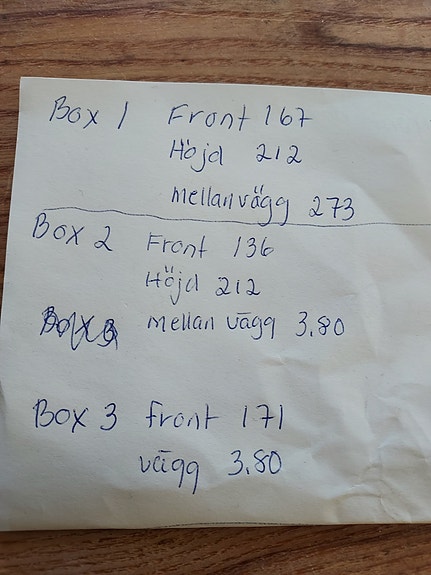 Box 1 Front 167
Höjd 212
mellanvägg 273
Box 2 Front 136
Höjd 212
mellan vägg 3.80
Box 3 front 171
vägg 3.80